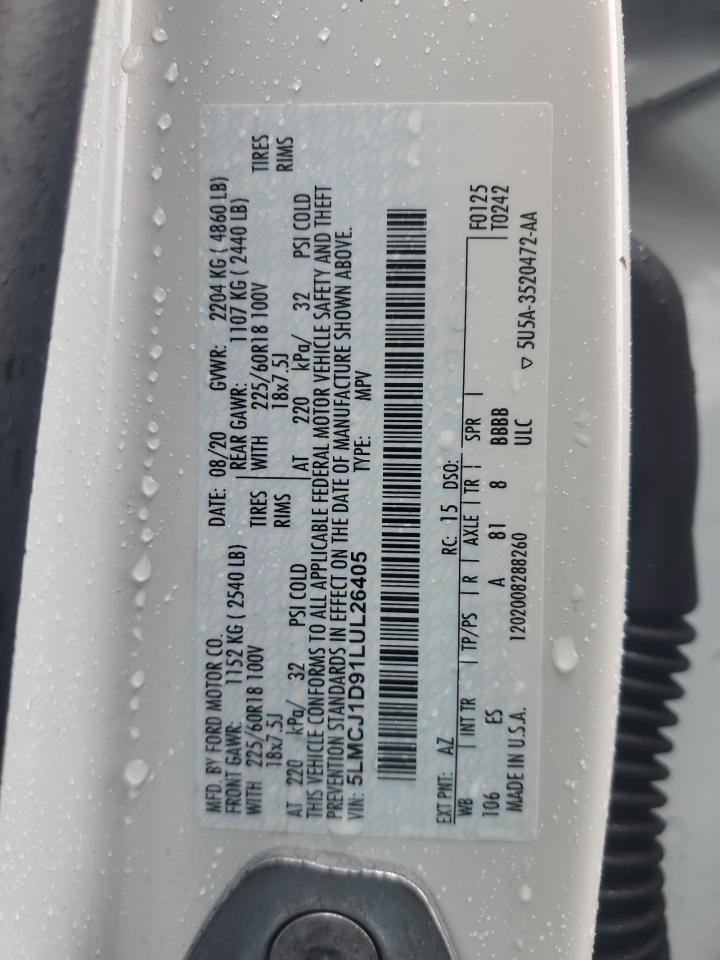 MFD. BY FORD MOTOR CO.
DATE: 08/20 GVWR: 2204 KG ( 4860 LB)
FRONT GAWR: 1152 KG ( 2540 LB) REAR GAWR: 1107 KG ( 2440 LB)
WITH 225/60R18 100V TIRES WITH 225/60R18 100V TIRES
18x7.5J RIMS 18x7.5J RIMS
AT 220 kPa/ 32 PSI COLD AT 220 kPa/ 32 PSI COLD
THIS VEHICLE CONFORMS TO ALL APPLICABLE FEDERAL MOTOR VEHICLE SAFETY AND THEFT
PREVENTION STANDARDS IN EFFECT ON THE DATE OF MANUFACTURE SHOWN ABOVE.
VIN: 5LMCJ1D91LUL26405 TYPE: MPV
EXT PNT: AZ RC: 15 DSO: F0125
WB INT TR TP/PS R AXLE TR SPR T0242
106 ES A 81 8 BBBB
MADE IN U.S.A. 1202008288260 ULC ▽ 5U5A-3520472-AA